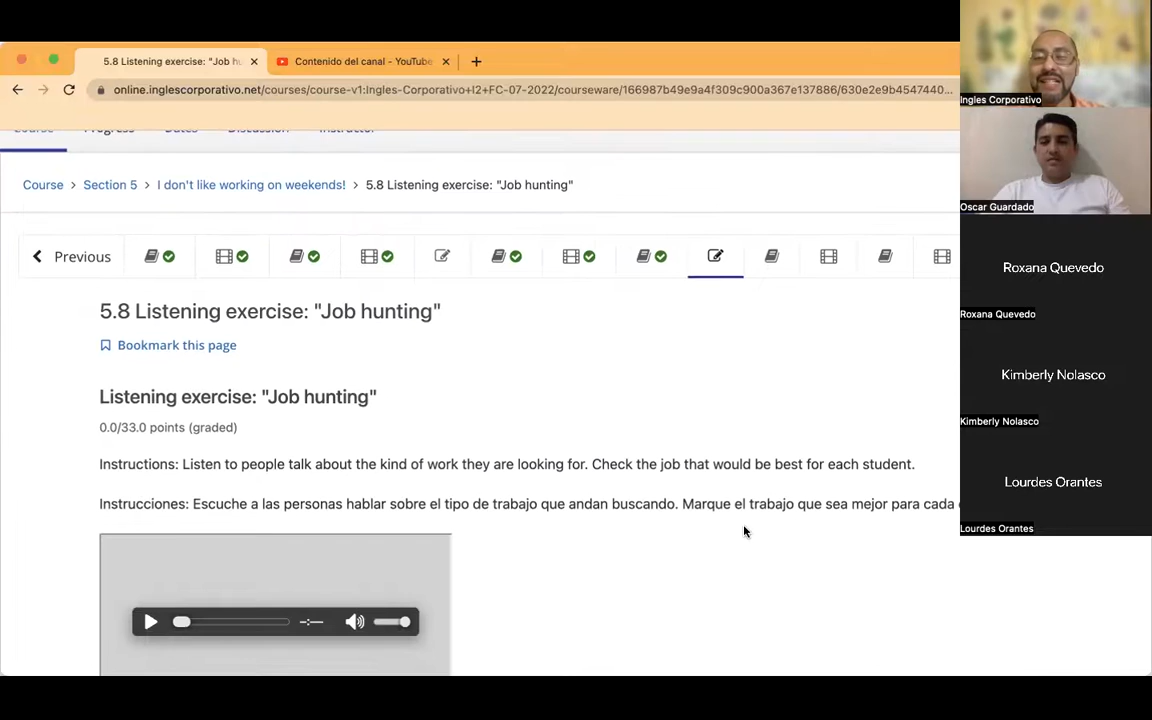 5.8 Listening exercise: "Job hu
Contenido del canal - YouTube
online.inglescorporativo.net/courses/course-v1:Ingles-Corporativo+I2+FC-07-2022/courseware/166987b49e9a4f309c900a367e137886/630e2e9b4547440...
Course Progress Dates Discussion Instructor
Course > Section 5 > I don't like working on weekends! > 5.8 Listening exercise: "Job hunting"
Previous
5.8 Listening exercise: "Job hunting"
Bookmark this page
Listening exercise: "Job hunting"
0.0/33.0 points (graded)
Instructions: Listen to people talk about the kind of work they are looking for. Check the job that would be best for each student.
Instrucciones: Escuche a las personas hablar sobre el tipo de trabajo que andan buscando. Marque el trabajo que sea mejor para cada
-:--
Ingles Corporativo
Oscar Guardado
Roxana Quevedo
Roxana Quevedo
Kimberly Nolasco
Kimberly Nolasco
Lourdes Orantes
Lourdes Orantes